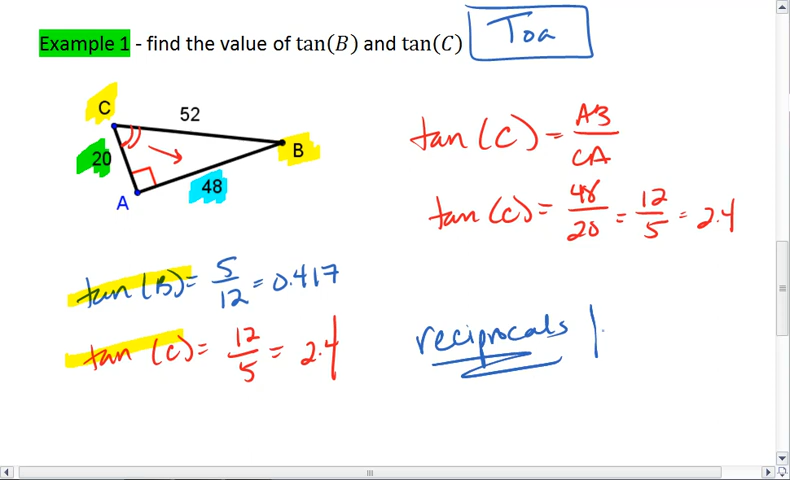 Example 1 - find the value of tan(B) and tan(C)
Toa
C
52
20
B
48
A
tan(C) = AB/CA
tan(C) = 48/20 = 12/5 = 2.4
tan(B) = 5/12 = 0.417
tan(C) = 12/5 = 2.4
reciprocals